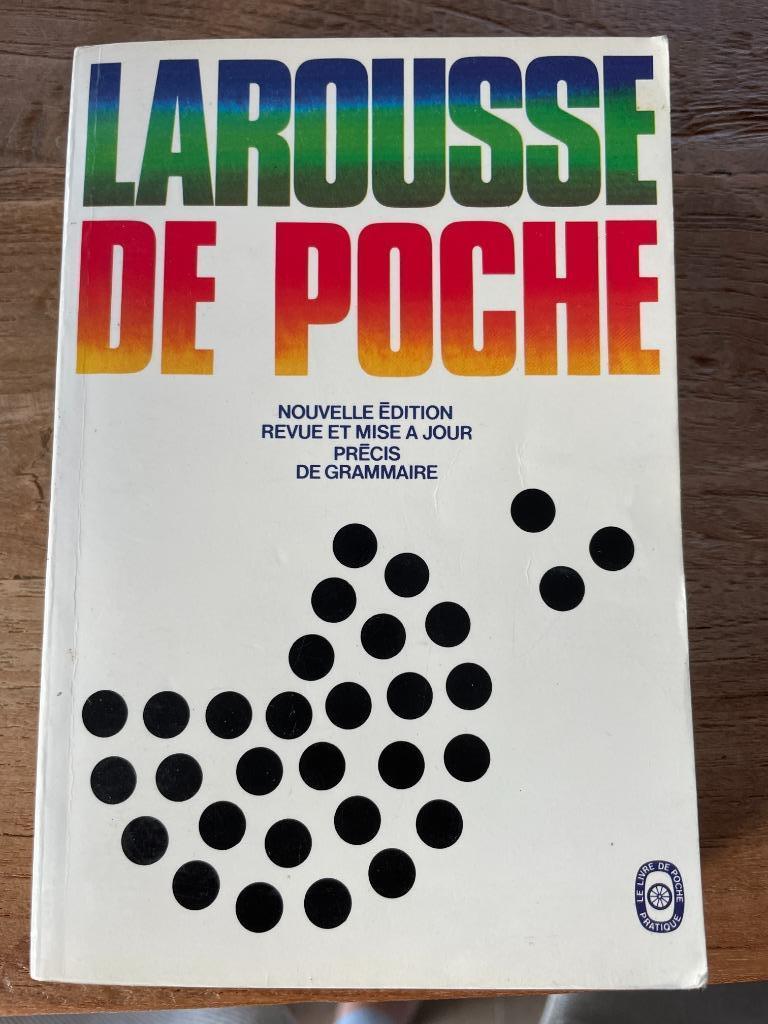 LAROUSSE
DE POCHE
NOUVELLE ÉDITION
REVUE ET MISE A JOUR
PRÉCIS
DE GRAMMAIRE
LE LIVRE DE POCHE
PRATIQUE